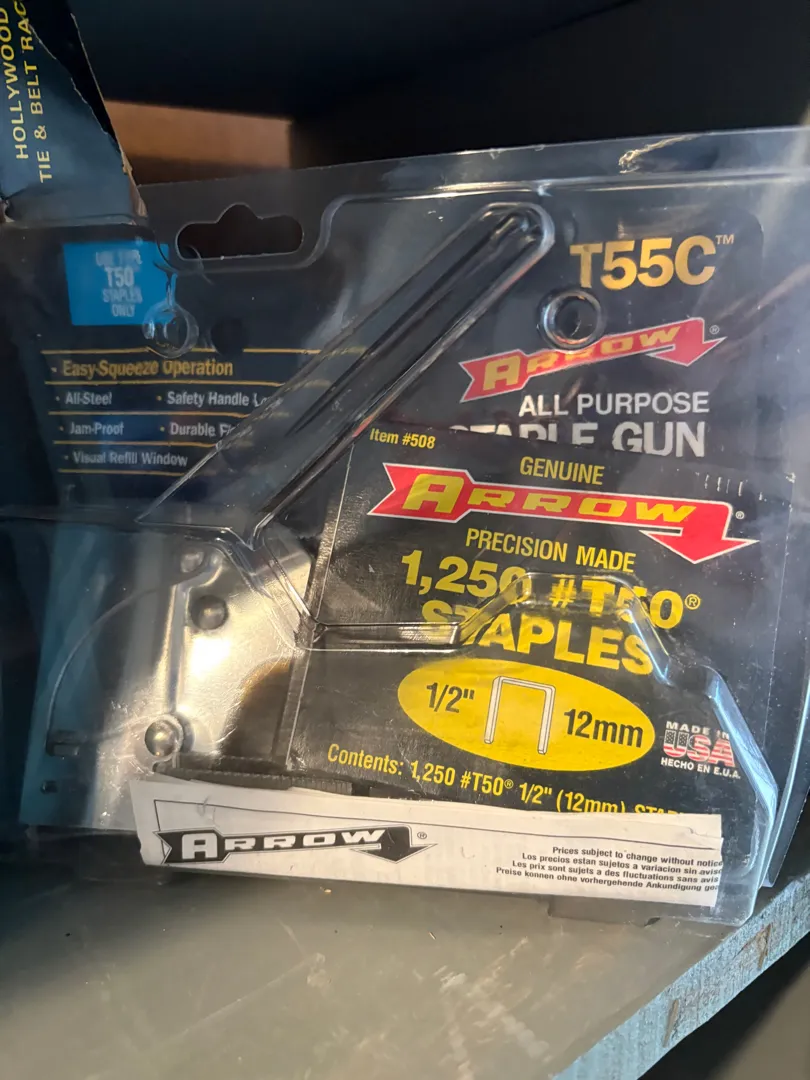 HOLLYWOOD
TIE & BELT RAC
T50
STAPLES
ONLY
T55C™
ARROW®
ALL PURPOSE
STAPLE GUN
• Easy-Squeeze Operation
• All-Steel • Safety Handle
• Jam-Proof • Durable
• Visual Refill Window
Item #508
GENUINE
ARROW®
PRECISION MADE
1,250 #T50®
STAPLES
1/2" 12mm
MADE IN
USA
HECHO EN E.U.A.
Contents: 1,250 #T50® 1/2" (12mm)
ARROW®
Prices subject to change without notice
Los precios estan sujetos a variacion sin aviso
Les prix sont sujets a des fluctuations sans avis
Preise konnen ohne vorhergehende Ankundigung